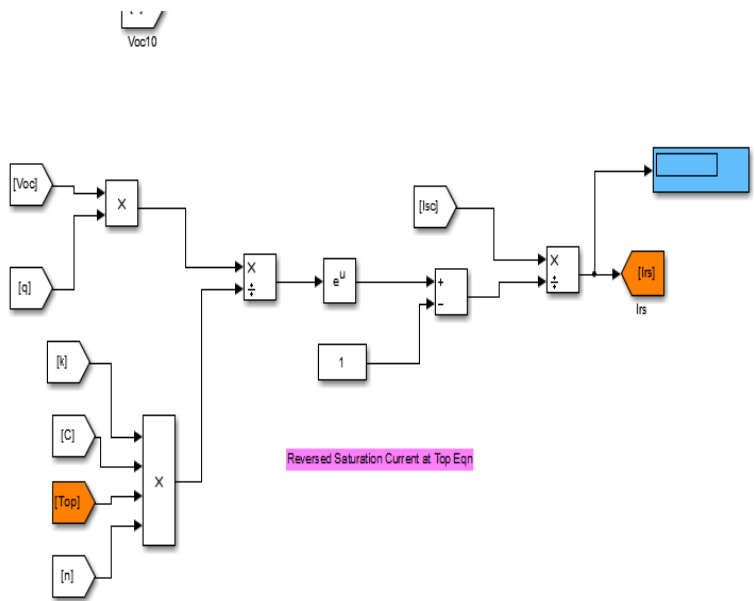 Voc10
[Voc]
×
[q]
[Isc]
×
÷
e^u
+
−
×
÷
[Irs]
Irs
1
[k]
[C]
[Top]
[n]
×
Reversed Saturation Current at Top Eqn